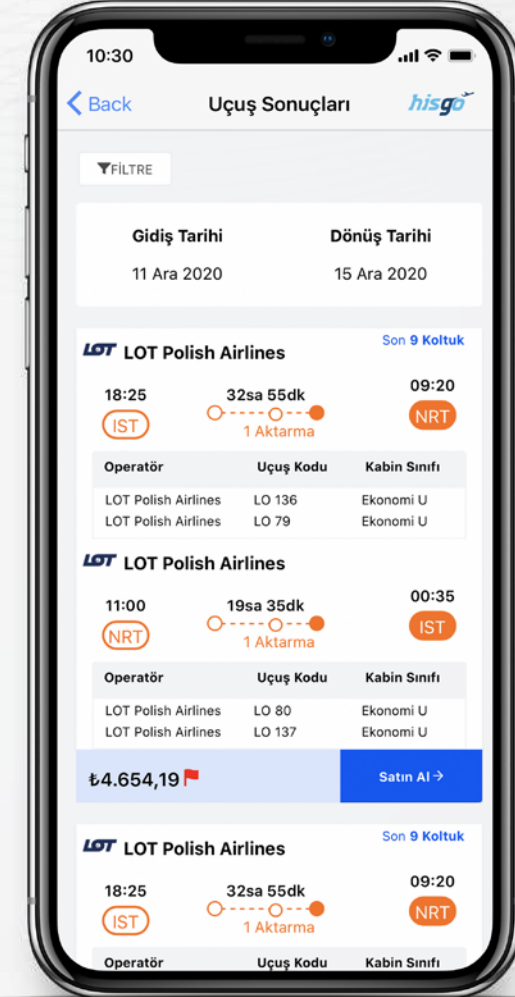 10:30
Back Uçuş Sonuçları hisgo
FİLTRE
Gidiş Tarihi Dönüş Tarihi
11 Ara 2020 15 Ara 2020
Son 9 Koltuk
LOT LOT Polish Airlines
18:25 32sa 55dk 09:20
IST 1 Aktarma NRT
Operatör Uçuş Kodu Kabin Sınıfı
LOT Polish Airlines LO 136 Ekonomi U
LOT Polish Airlines LO 79 Ekonomi U
LOT LOT Polish Airlines
11:00 19sa 35dk 00:35
NRT 1 Aktarma IST
Operatör Uçuş Kodu Kabin Sınıfı
LOT Polish Airlines LO 80 Ekonomi U
LOT Polish Airlines LO 137 Ekonomi U
₺4.654,19 Satın Al →
Son 9 Koltuk
LOT LOT Polish Airlines
18:25 32sa 55dk 09:20
IST 1 Aktarma NRT
Operatör Uçuş Kodu Kabin Sınıfı